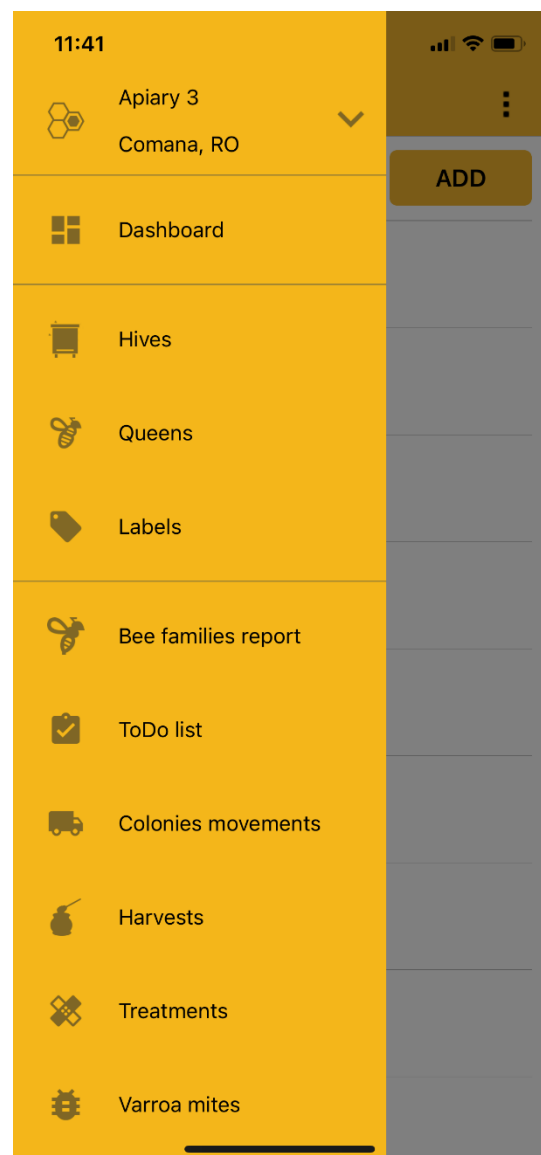 11:41
Apiary 3
Comana, RO
ADD
Dashboard
Hives
Queens
Labels
Bee families report
ToDo list
Colonies movements
Harvests
Treatments
Varroa mites